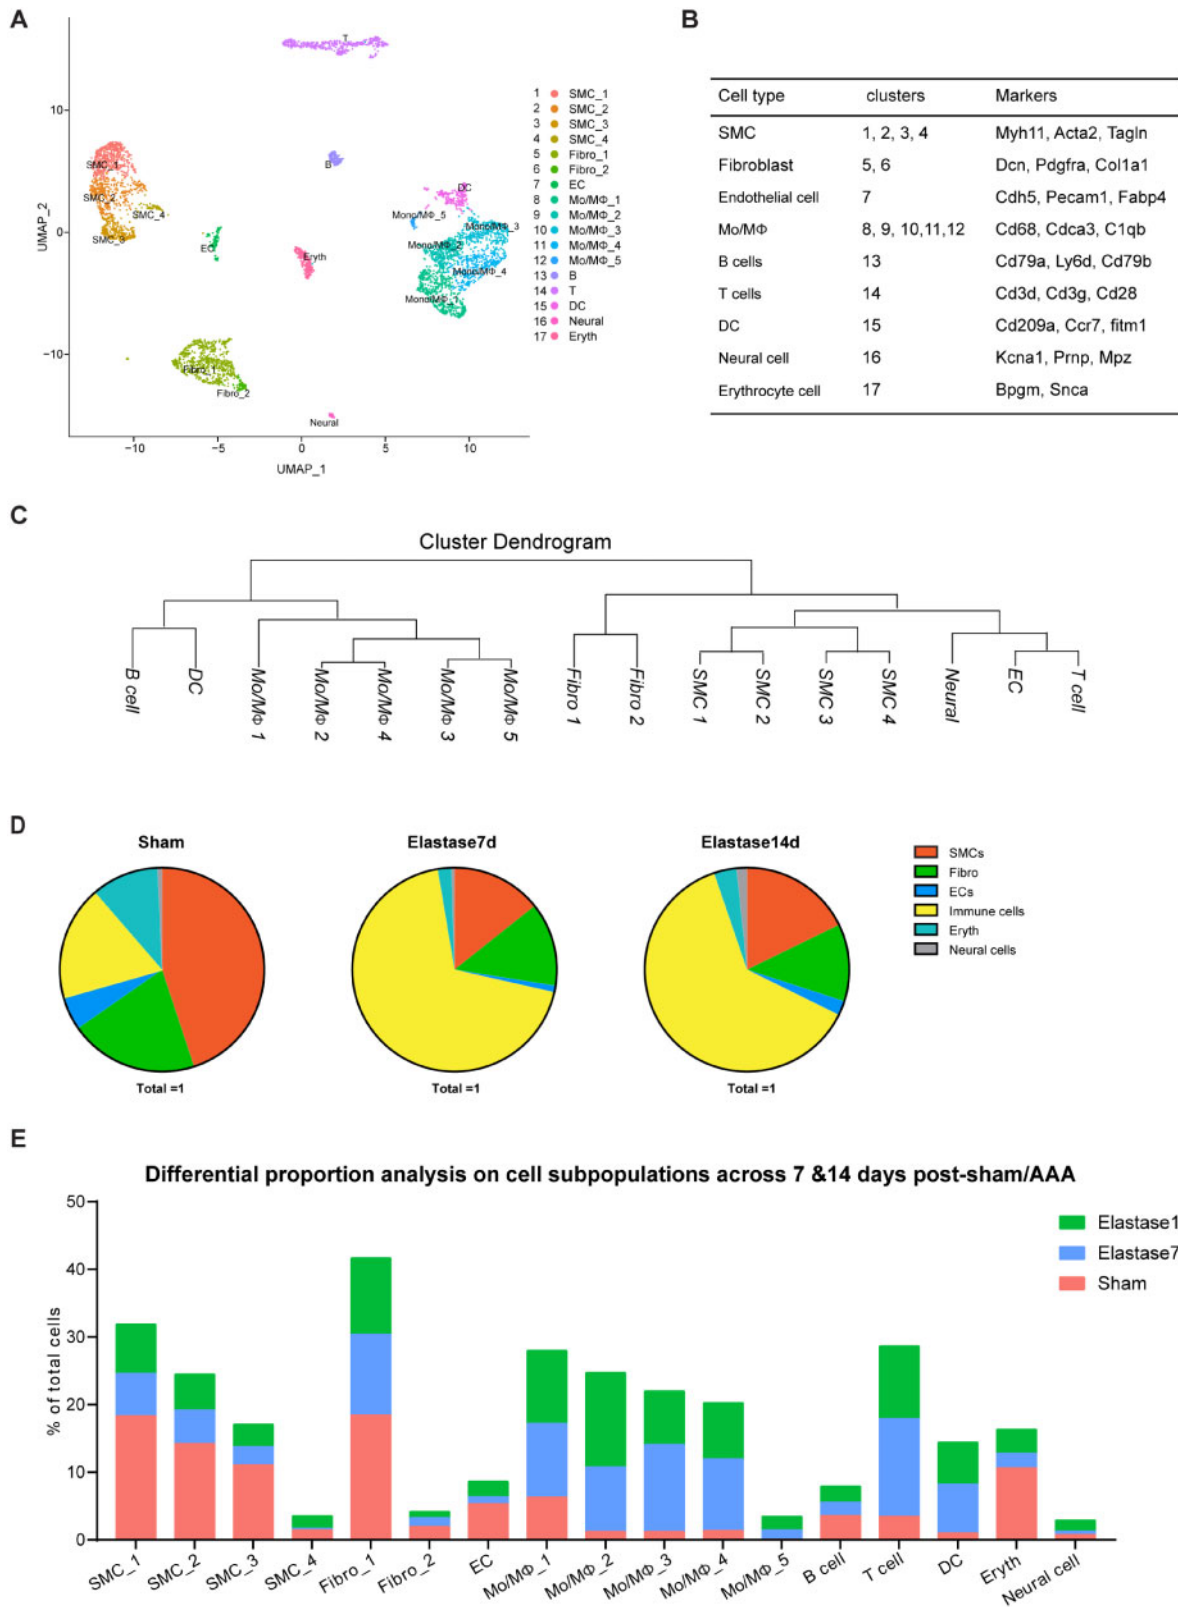 A
B
T
10
0
−10
UMAP_2
−10
−5
0
5
10
UMAP_1
SMC_1
SMC_2
SMC_4
SMC_3
B
EC
Eryth
DC
Mono/MΦ_5
Mono/MΦ_3
Mono/MΦ_2
Mono/MΦ_4
Mono/MΦ_1
Fibro_1
Fibro_2
Neural
1 SMC_1
2 SMC_2
3 SMC_3
4 SMC_4
5 Fibro_1
6 Fibro_2
7 EC
8 Mo/MΦ_1
9 Mo/MΦ_2
10 Mo/MΦ_3
11 Mo/MΦ_4
12 Mo/MΦ_5
13 B
14 T
15 DC
16 Neural
17 Eryth
Cell type clusters Markers
SMC 1, 2, 3, 4 Myh11, Acta2, Tagln
Fibroblast 5, 6 Dcn, Pdgfra, Col1a1
Endothelial cell 7 Cdh5, Pecam1, Fabp4
Mo/MΦ 8, 9, 10,11,12 Cd68, Cdca3, C1qb
B cells 13 Cd79a, Ly6d, Cd79b
T cells 14 Cd3d, Cd3g, Cd28
DC 15 Cd209a, Ccr7, fitm1
Neural cell 16 Kcna1, Prnp, Mpz
Erythrocyte cell 17 Bpgm, Snca
C
Cluster Dendrogram
B cell
DC
Mo/MΦ 1
Mo/MΦ 2
Mo/MΦ 4
Mo/MΦ 3
Mo/MΦ 5
Fibro 1
Fibro 2
SMC 1
SMC 2
SMC 3
SMC 4
Neural
EC
T cell
D
Sham
Elastase7d
Elastase14d
Total =1
Total =1
Total =1
SMCs
Fibro
ECs
Immune cells
Eryth
Neural cells
E
Differential proportion analysis on cell subpopulations across 7 &14 days post-sham/AAA
% of total cells
50
40
30
20
10
0
Elastase1
Elastase7
Sham
SMC_1
SMC_2
SMC_3
SMC_4
Fibro_1
Fibro_2
EC
Mo/MΦ_1
Mo/MΦ_2
Mo/MΦ_3
Mo/MΦ_4
Mo/MΦ_5
B cell
T cell
DC
Eryth
Neural cell